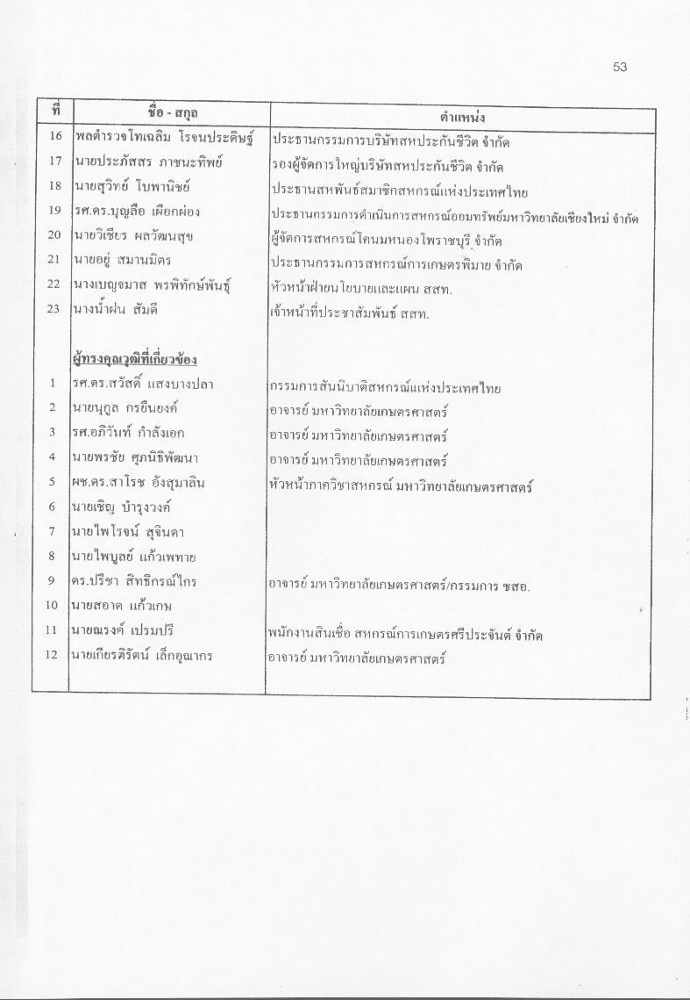 53
ที่ ชื่อ - สกุล ตำแหน่ง
16 พลตำรวจโทเฉลิม โรจนประดิษฐ์ ประธานกรรมการบริษัทสหประกันชีวิต จำกัด
17 นายประภัสสร ภาชนะทิพย์ รองผู้จัดการใหญ่บริษัทสหประกันชีวิต จำกัด
18 นายสุวิทย์ โบพานิชย์ ประธานสหพันธ์สมาชิกสหกรณ์แห่งประเทศไทย
19 รศ.ดร.บุญลือ เผือกผ่อง ประธานกรรมการดำเนินการสหกรณ์ออมทรัพย์มหาวิทยาลัยเชียงใหม่ จำกัด
20 นายวิเชียร ผลวัฒนสุข ผู้จัดการสหกรณ์โคนมหนองโพราชบุรี จำกัด
21 นายอยู่ สมานมิตร ประธานกรรมการสหกรณ์การเกษตรพิมาย จำกัด
22 นางเบญจมาส พรพิทักษ์พันธุ์ หัวหน้าฝ่ายนโยบายและแผน สสท.
23 นางน้ำฝน สัมดี เจ้าหน้าที่ประชาสัมพันธ์ สสท.
ผู้ทรงคุณวุฒิที่เกี่ยวข้อง
1 รศ.ดร.สวัสดิ์ แสงบางปลา กรรมการสันนิบาติสหกรณ์แห่งประเทศไทย
2 นายนุกูล กรยืนยงค์ อาจารย์ มหาวิทยาลัยเกษตรศาสตร์
3 รศ.อภิวันท์ กำลังเอก อาจารย์ มหาวิทยาลัยเกษตรศาสตร์
4 นายพรชัย ศุภนิธิพัฒนา อาจารย์ มหาวิทยาลัยเกษตรศาสตร์
5 ผช.ดร.สาโรช อังสุมาลิน หัวหน้าภาควิชาสหกรณ์ มหาวิทยาลัยเกษตรศาสตร์
6 นายเชิญ บำรุงวงค์
7 นายไพโรจน์ สุจินดา
8 นายไพบูลย์ แก้วเพทาย
9 ดร.ปรีชา สิทธิกรณ์ไกร อาจารย์ มหาวิทยาลัยเกษตรศาสตร์/กรรมการ ชสอ.
10 นายสอาด แก้วเกษ
11 นายณรงค์ เปรมปรี พนักงานสินเชื่อ สหกรณ์การเกษตรศรีประจันต์ จำกัด
12 นายเกียรติรัตน์ เล็กอุณากร อาจารย์ มหาวิทยาลัยเกษตรศาสตร์